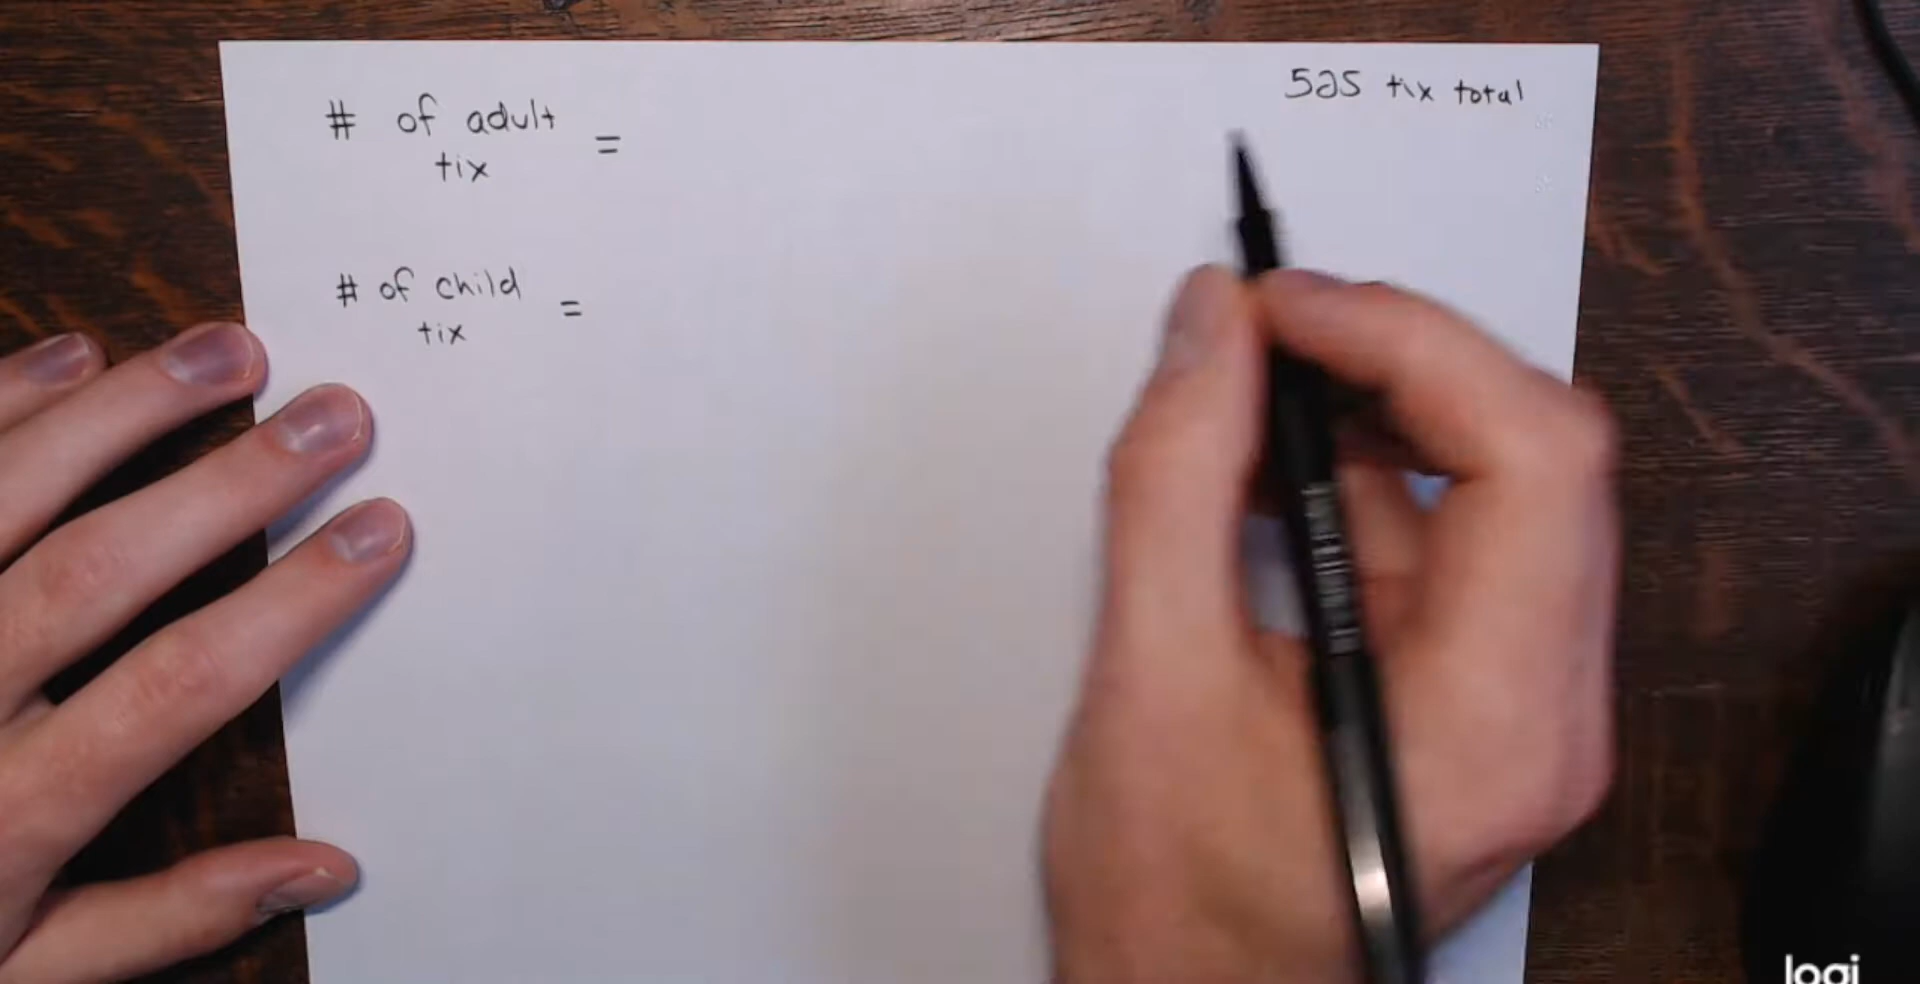 # of adult
tix =
525 tix total
# of child
tix =
logi